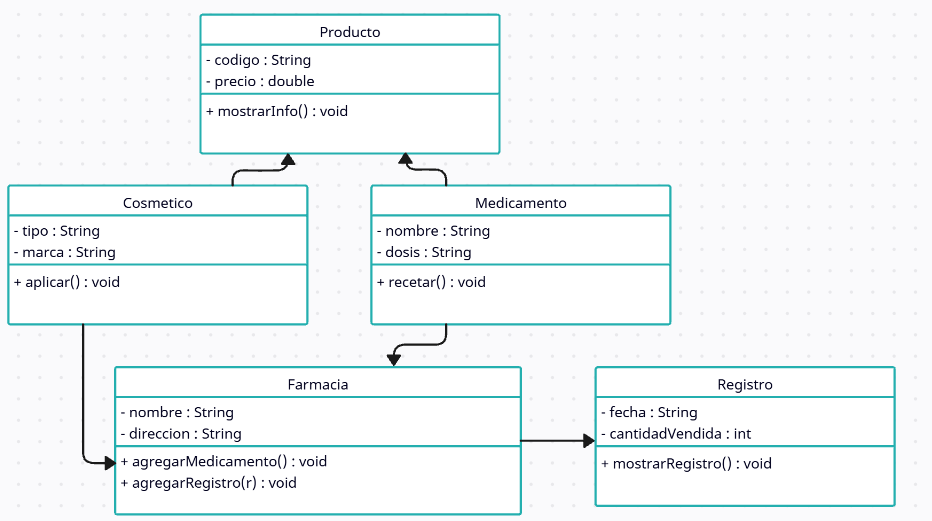 Producto
- codigo : String
- precio : double
+ mostrarInfo() : void
Cosmetico
- tipo : String
- marca : String
+ aplicar() : void
Medicamento
- nombre : String
- dosis : String
+ recetar() : void
Farmacia
- nombre : String
- direccion : String
+ agregarMedicamento() : void
+ agregarRegistro(r) : void
Registro
- fecha : String
- cantidadVendida : int
+ mostrarRegistro() : void